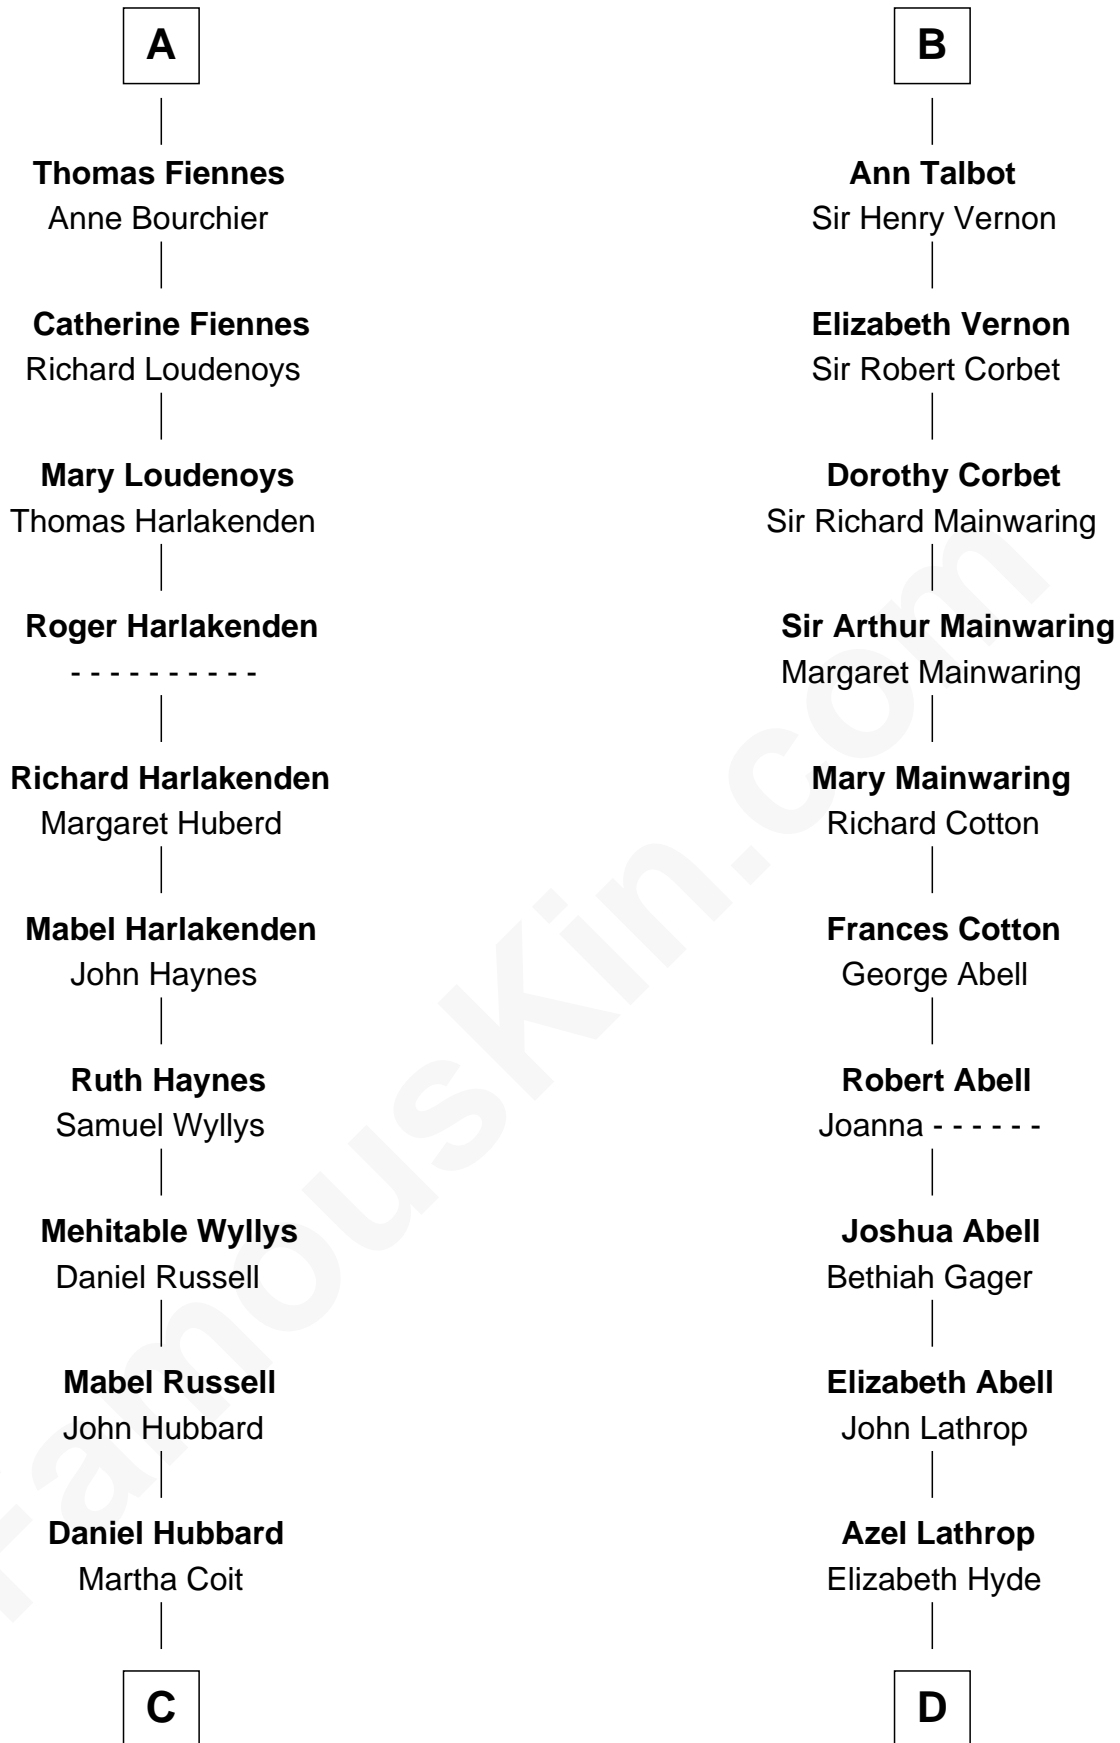 A
Thomas Fiennes
Anne Bourchier
Catherine Fiennes
Richard Loudenoys
Mary Loudenoys
Thomas Harlakenden
Roger Harlakenden
- - - - - - - - - -
Richard Harlakenden
Margaret Huberd
Mabel Harlakenden
John Haynes
Ruth Haynes
Samuel Wyllys
Mehitable Wyllys
Daniel Russell
Mabel Russell
John Hubbard
Daniel Hubbard
Martha Coit
C
B
Ann Talbot
Sir Henry Vernon
Elizabeth Vernon
Sir Robert Corbet
Dorothy Corbet
Sir Richard Mainwaring
Sir Arthur Mainwaring
Margaret Mainwaring
Mary Mainwaring
Richard Cotton
Frances Cotton
George Abell
Robert Abell
Joanna - - - - - -
Joshua Abell
Bethiah Gager
Elizabeth Abell
John Lathrop
Azel Lathrop
Elizabeth Hyde
D
FamousKin.com